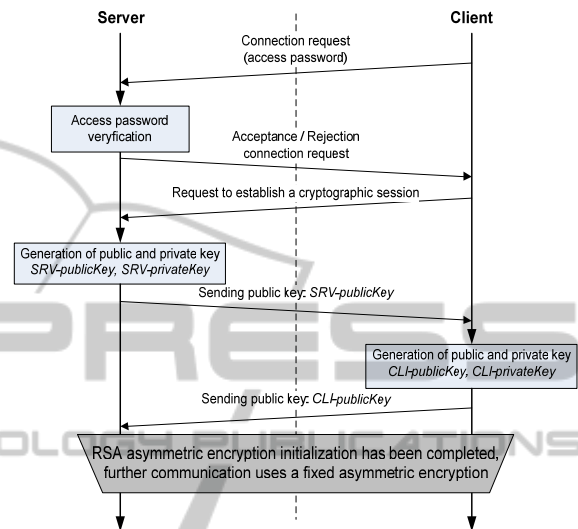 Server
Client
Connection request
(access password)
Access password
veryfication
Acceptance / Rejection
connection request
Request to establish a cryptographic session
Generation of public and private key
SRV-publicKey, SRV-privateKey
Sending public key: SRV-publicKey
PRESS
Generation of public and private key
CLI-publicKey, CLI-privateKey
Sending public key: CLI-publicKey
OLOGY PUBLICATIONS
RSA asymmetric encryption initialization has been completed,
further communication uses a fixed asymmetric encryption